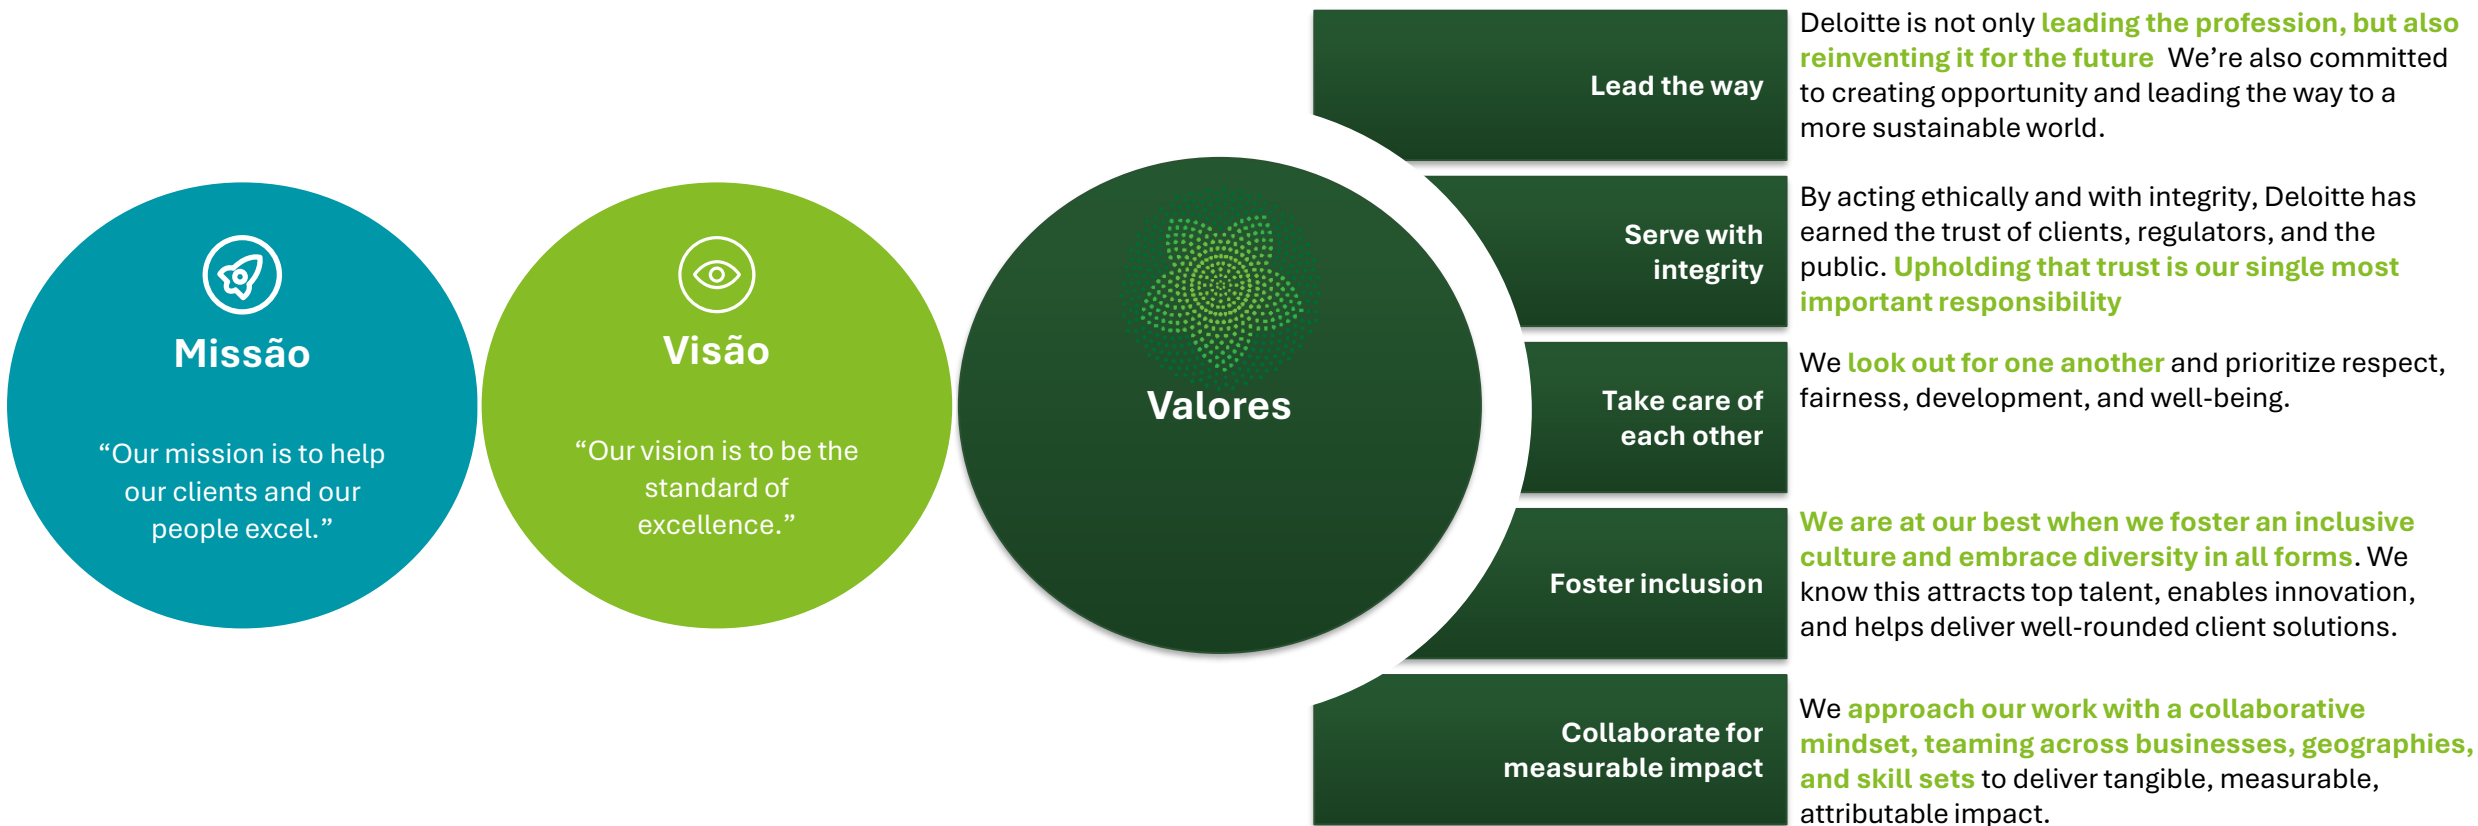 Missão
“Our mission is to help
our clients and our
people excel.”
Visão
“Our vision is to be the
standard of
excellence.”
Valores
Lead the way
Deloitte is not only leading the profession, but also
reinventing it for the future We’re also committed
to creating opportunity and leading the way to a
more sustainable world.
Serve with
integrity
By acting ethically and with integrity, Deloitte has
earned the trust of clients, regulators, and the
public. Upholding that trust is our single most
important responsibility
Take care of
each other
We look out for one another and prioritize respect,
fairness, development, and well-being.
Foster inclusion
We are at our best when we foster an inclusive
culture and embrace diversity in all forms. We
know this attracts top talent, enables innovation,
and helps deliver well-rounded client solutions.
Collaborate for
measurable impact
We approach our work with a collaborative
mindset, teaming across businesses, geographies,
and skill sets to deliver tangible, measurable,
attributable impact.